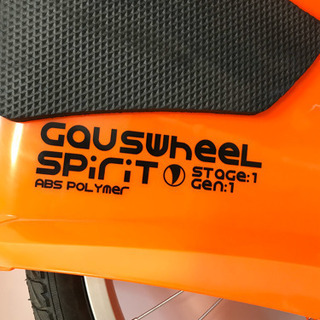 Gauswheel
Spirit
Stage:1
Gen:1
ABS Polymer